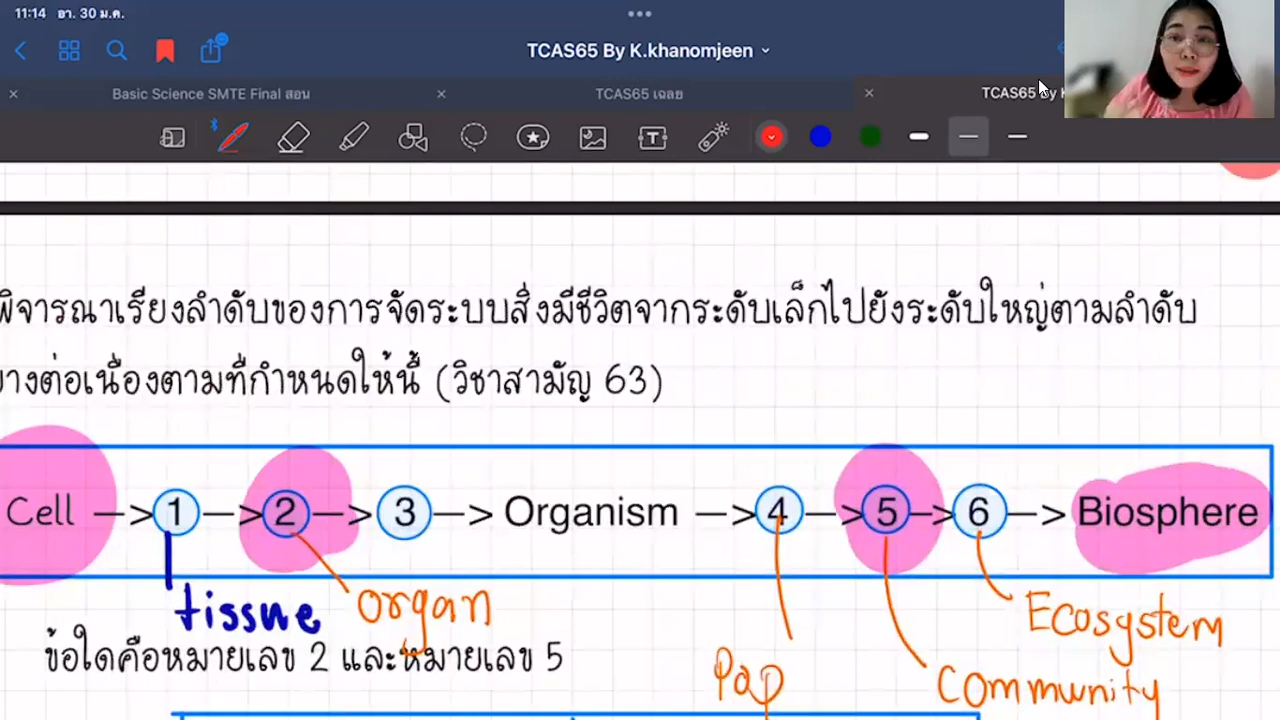 11:14 อา. 30 ม.ค.
TCAS65 By K.khanomjeen
Basic Science SMTE Final สอน
TCAS65 เฉลย
TCAS65 By K
พิจารณาเรียงลำดับของการจัดระบบสิ่งมีชีวิตจากระดับเล็กไปยังระดับใหญ่ตามลำดับ
ต่อเนื่องตามที่กำหนดให้นี้ (วิชาสามัญ 63)
Cell –> 1 –> 2 –> 3 –> Organism –> 4 –> 5 –> 6 –> Biosphere
tissue organ Ecosystem
ข้อใดคือหมายเลข 2 และหมายเลข 5
Pop community